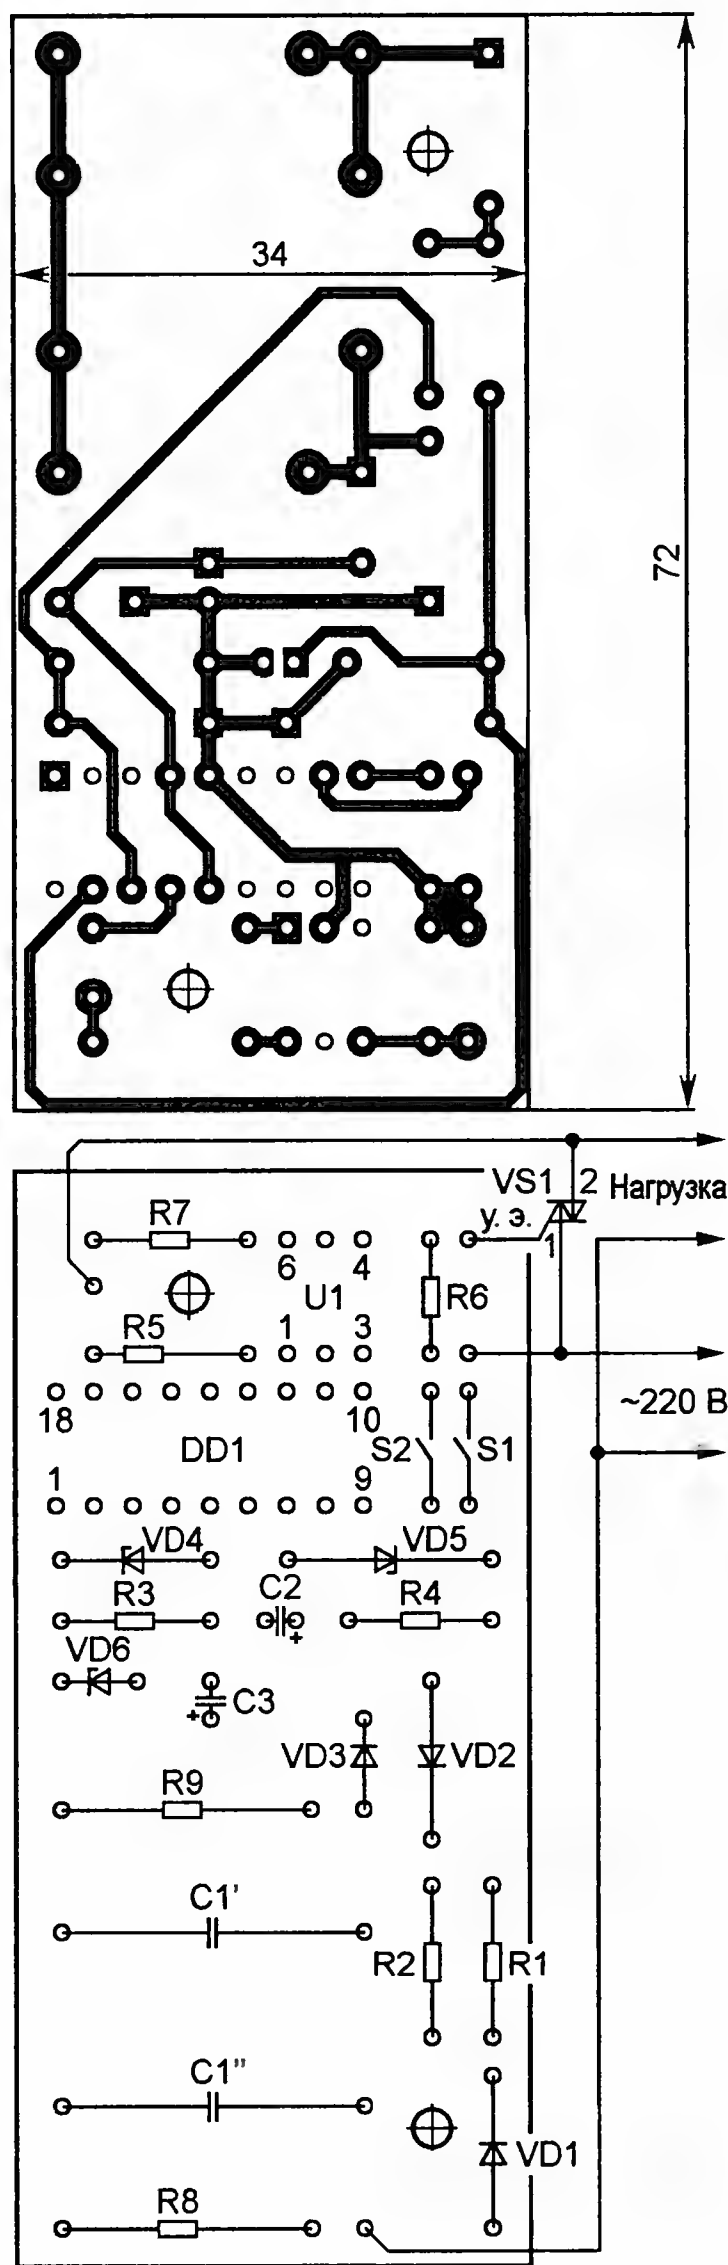 34
72
VS1 2 Нагрузка
у. э.
1
R7
6 4
U1
R6
R5
1 3
~220 В
18 10
DD1
S2 S1
1 9
VD4 VD5
R3 C2 R4
+
VD6
+ C3
VD3 VD2
R9
C1'
R2 R1
C1"
VD1
R8